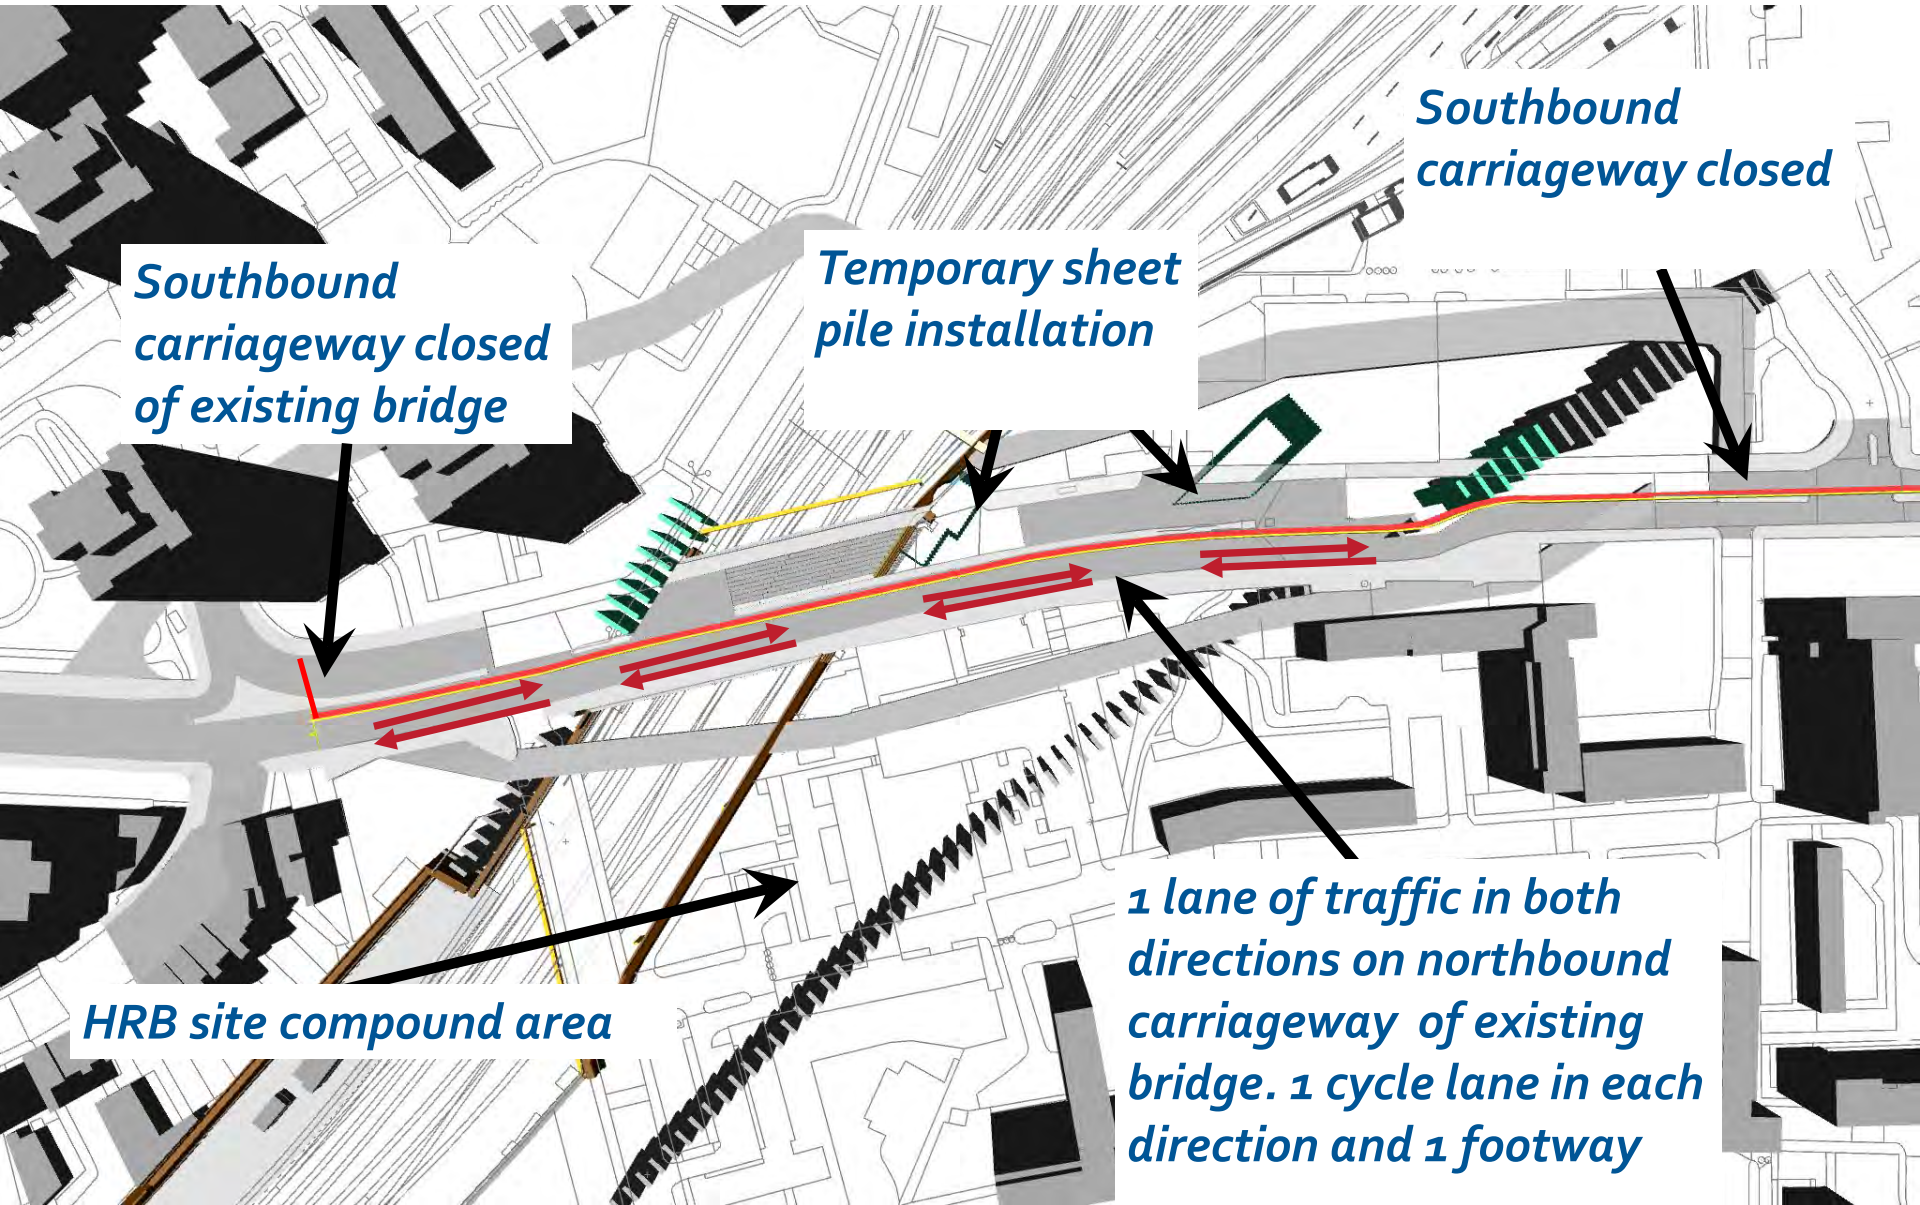 Southbound
carriageway closed
Southbound
carriageway closed
of existing bridge
Temporary sheet
pile installation
HRB site compound area
1 lane of traffic in both
directions on northbound
carriageway of existing
bridge. 1 cycle lane in each
direction and 1 footway